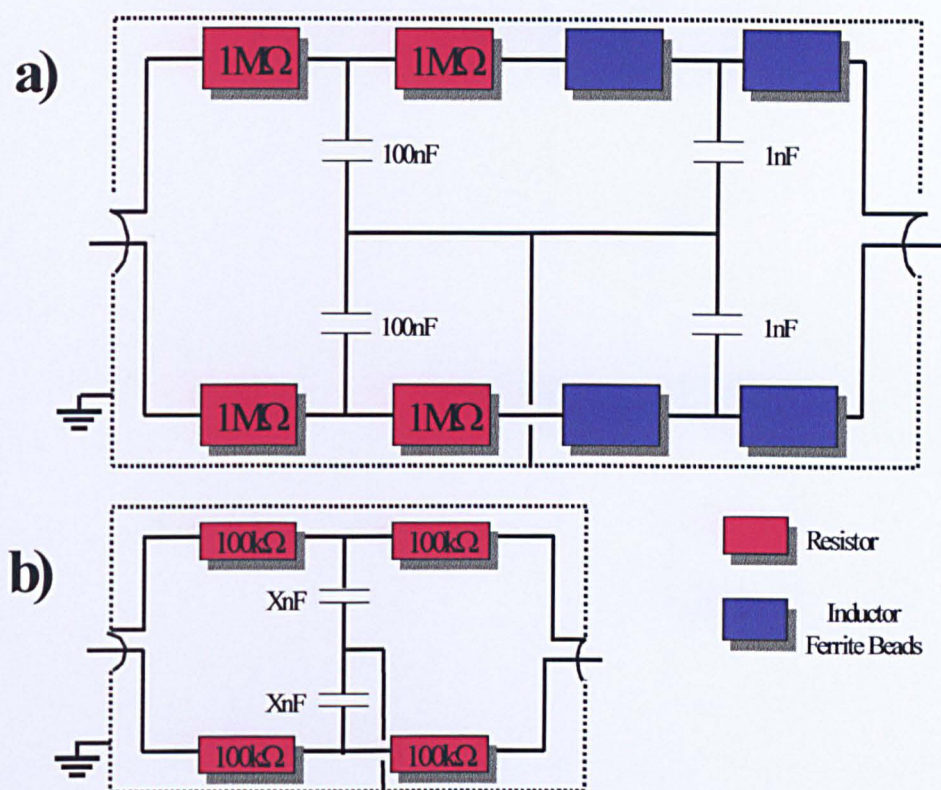 a)
1MΩ 1MΩ
100nF 1nF
100nF 1nF
1MΩ 1MΩ
b)
100kΩ 100kΩ
XnF
XnF
100kΩ 100kΩ
Resistor
Inductor
Ferrite Beads